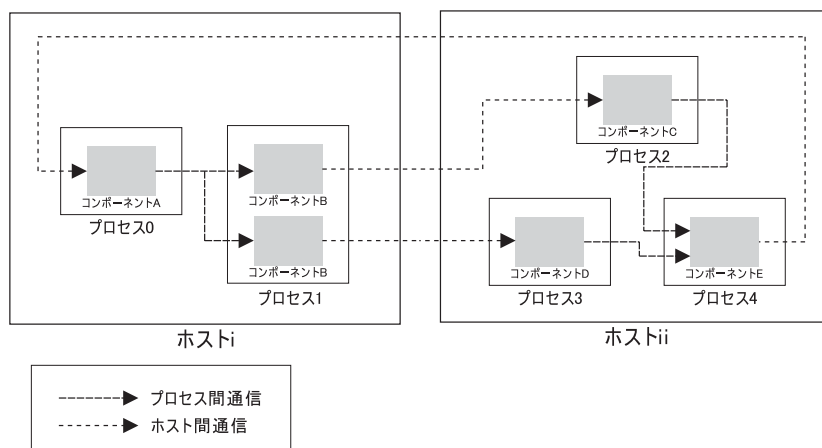 コンポーネントC
プロセス2
コンポーネントA
プロセス0
コンポーネントB
コンポーネントB
プロセス1
コンポーネントD
プロセス3
コンポーネントE
プロセス4
ホストi
ホストii
プロセス間通信
ホスト間通信